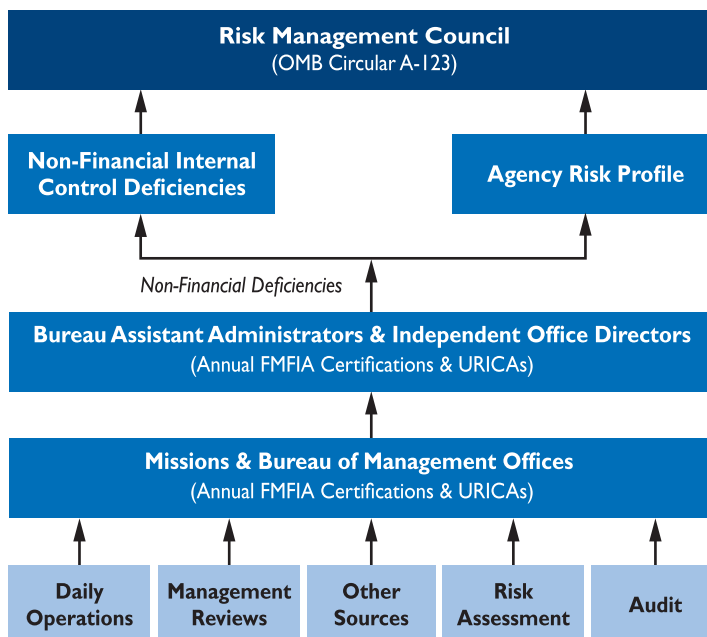 Risk Management Council
(OMB Circular A-123)
Non-Financial Internal
Control Deficiencies
Agency Risk Profile
Non-Financial Deficiencies
Bureau Assistant Administrators & Independent Office Directors
(Annual FMFIA Certifications & URICAs)
Missions & Bureau of Management Offices
(Annual FMFIA Certifications & URICAs)
Daily
Operations
Management
Reviews
Other
Sources
Risk
Assessment
Audit